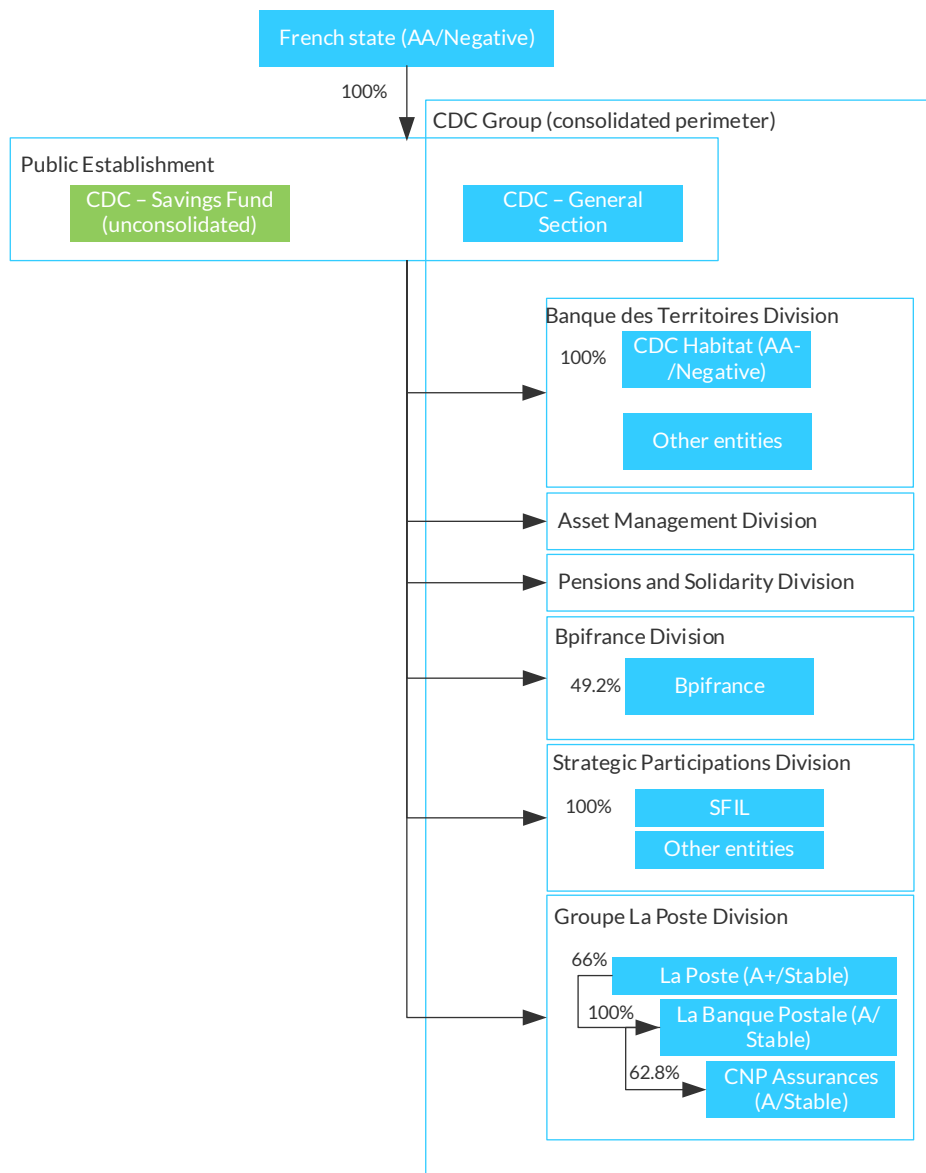 French state (AA/Negative)
100%
CDC Group (consolidated perimeter)
Public Establishment
CDC – Savings Fund
(unconsolidated)
CDC – General
Section
Banque des Territoires Division
100%
CDC Habitat (AA-
/Negative)
Other entities
Asset Management Division
Pensions and Solidarity Division
Bpifrance Division
49.2%
Bpifrance
Strategic Participations Division
100%
SFIL
Other entities
Groupe La Poste Division
66%
La Poste (A+/Stable)
100%
La Banque Postale (A/
Stable)
62.8%
CNP Assurances
(A/Stable)